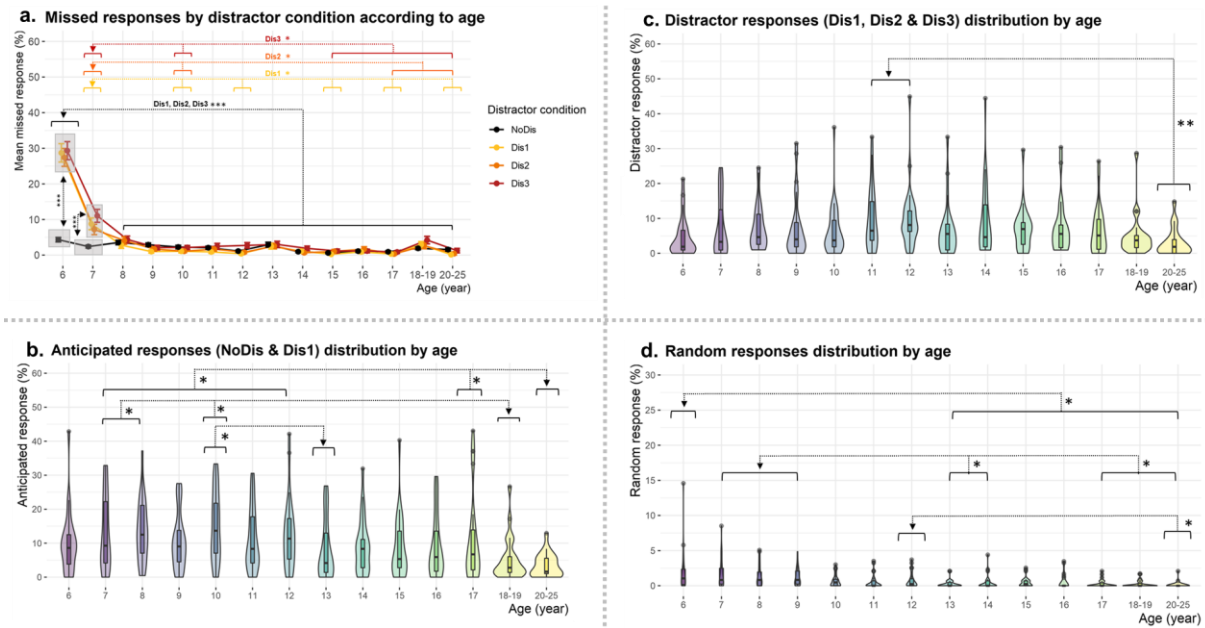 a. Missed responses by distractor condition according to age
Mean missed response (%)
60
50
40
30
20
10
0
Dis3 *
Dis2 *
Dis1 *
Dis1, Dis2, Dis3 ***
***
***
Distractor condition
NoDis
Dis1
Dis2
Dis3
6 7 8 9 10 11 12 13 14 15 16 17 18-19 20-25
Age (year)
b. Anticipated responses (NoDis & Dis1) distribution by age
Anticipated response (%)
60
50
40
30
20
10
0
* *
* *
*
6 7 8 9 10 11 12 13 14 15 16 17 18-19 20-25
Age (year)
c. Distractor responses (Dis1, Dis2 & Dis3) distribution by age
Distractor response (%)
60
50
40
30
20
10
0
**
6 7 8 9 10 11 12 13 14 15 16 17 18-19 20-25
Age (year)
d. Random responses distribution by age
Random response (%)
30
25
20
15
10
5
0
*
* *
*
6 7 8 9 10 11 12 13 14 15 16 17 18-19 20-25
Age (year)